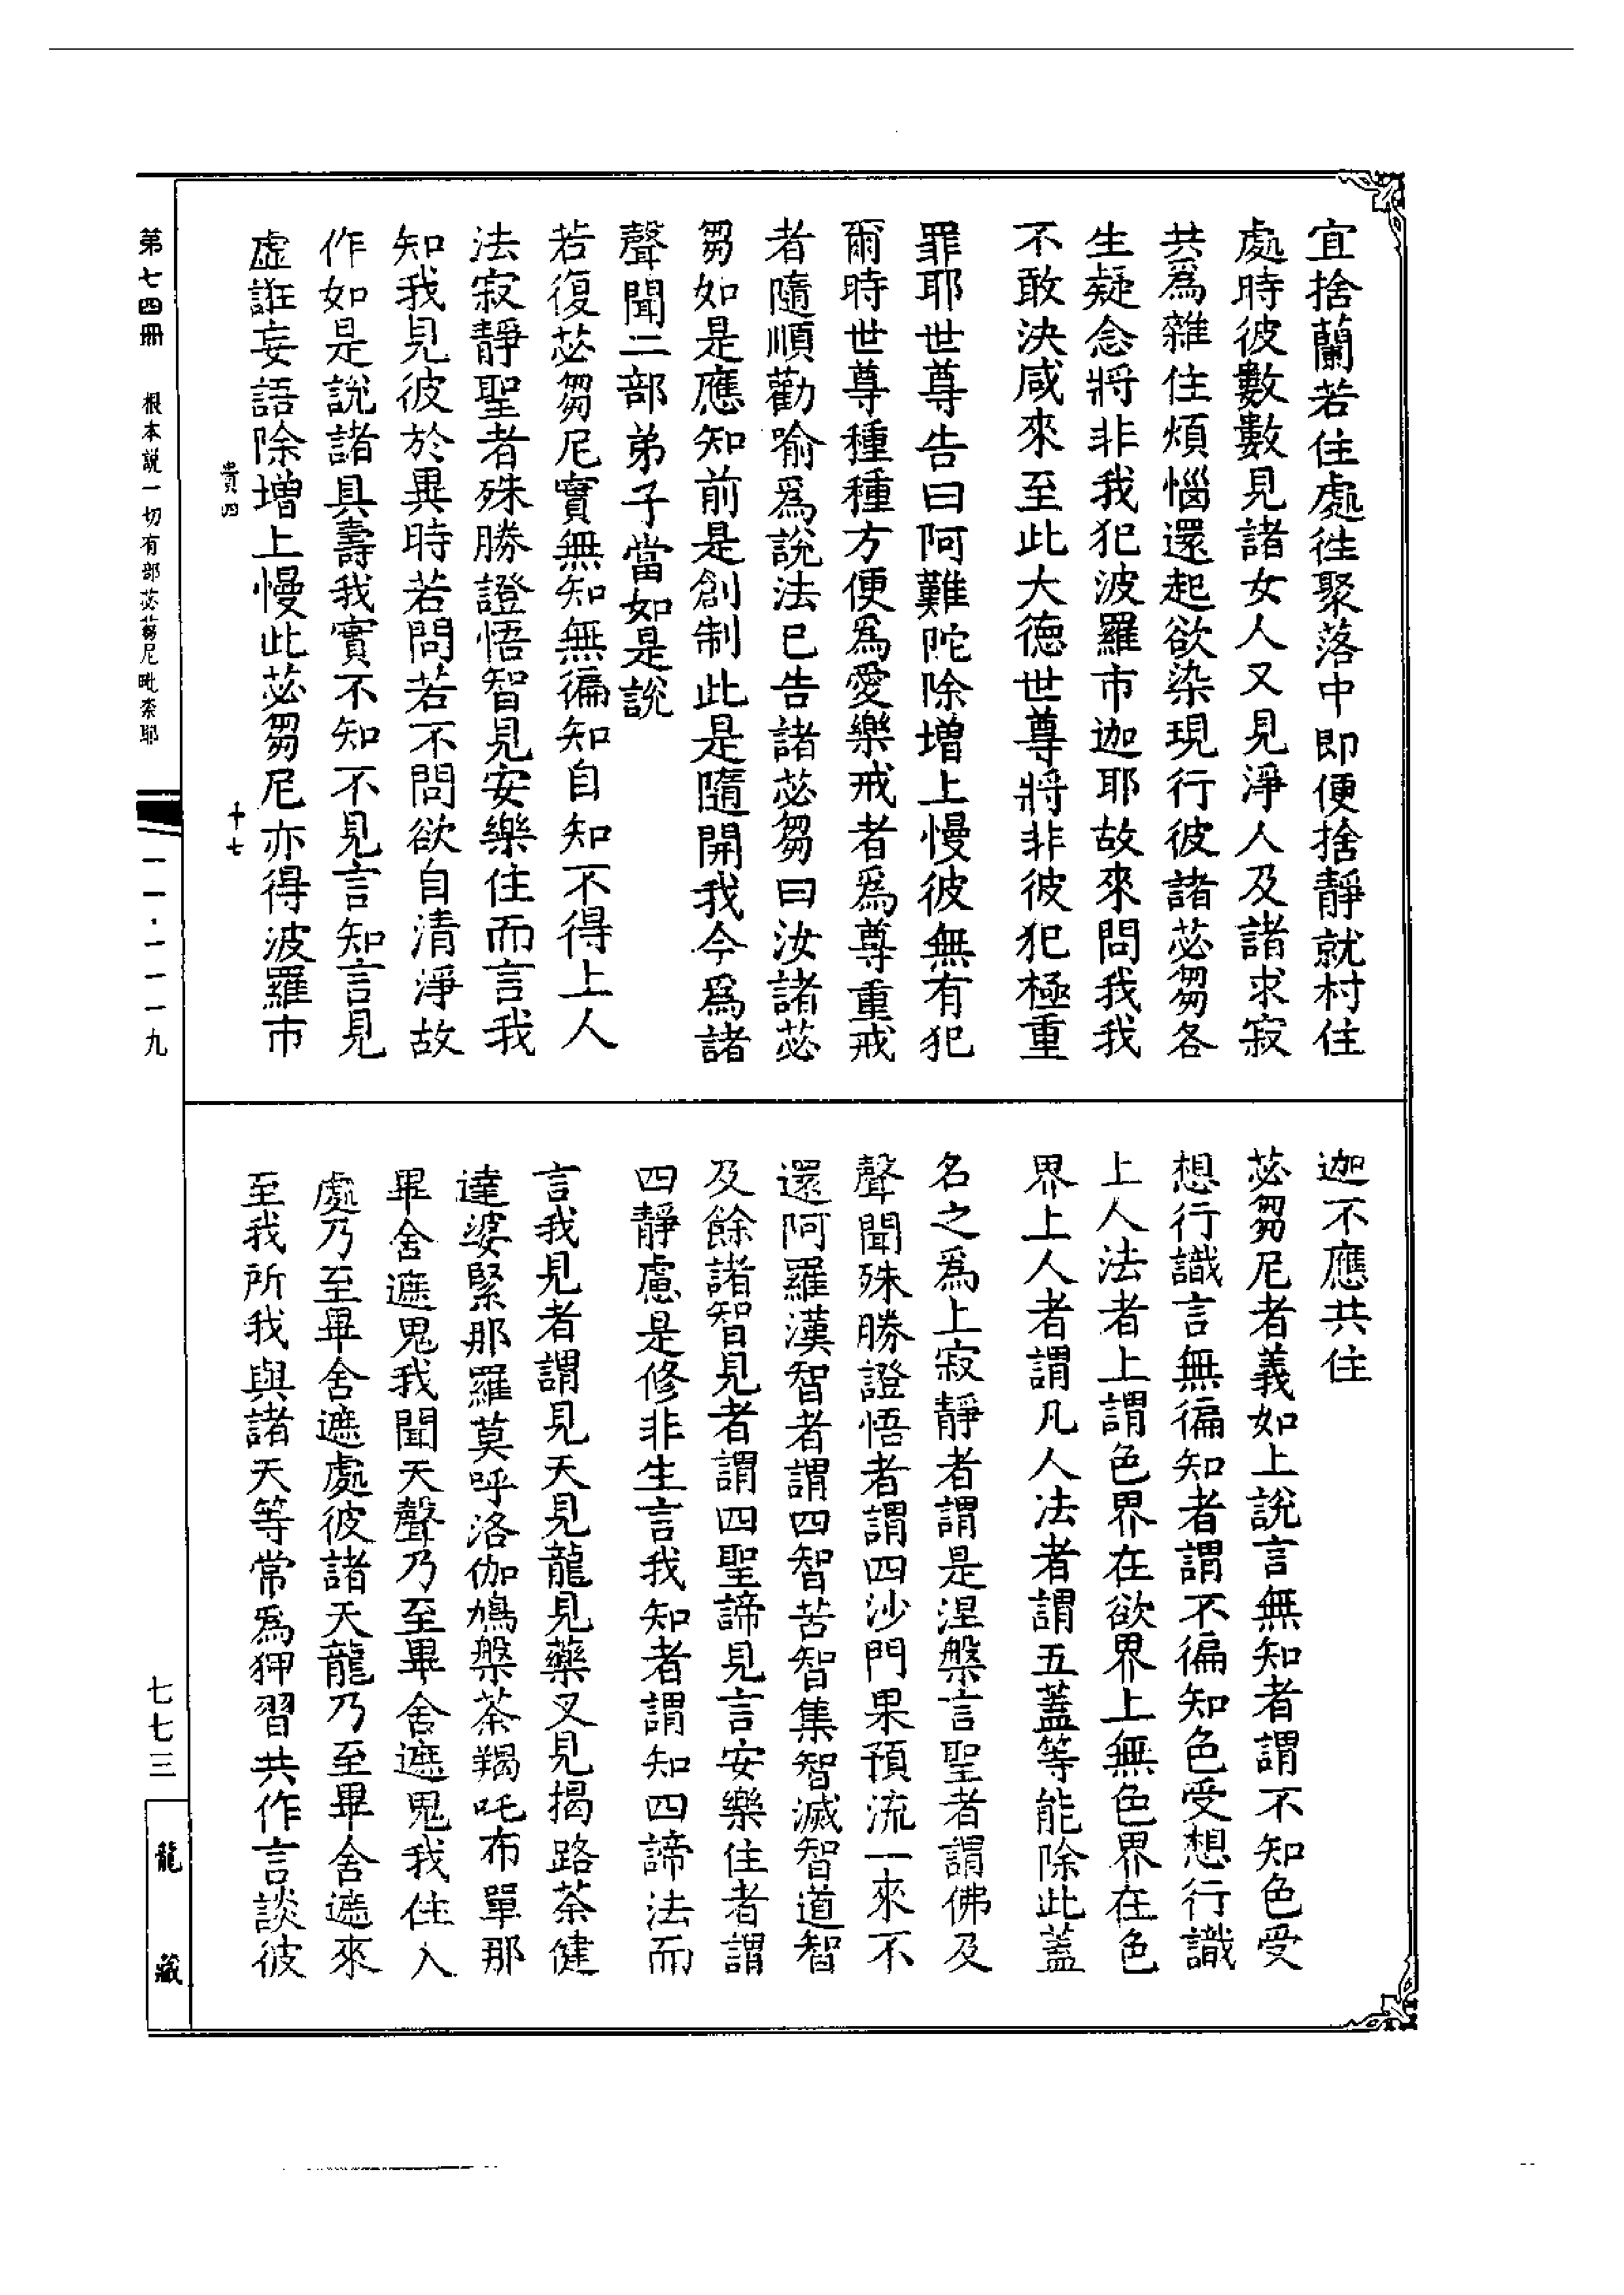 宜捨蘭若住處徃聚落中即便捨靜就村住
處時彼數數見諸女人又見淨人及諸求寂
共爲雜住煩惱還起欲染現行彼諸苾芻各
生疑念將非我犯波羅市迦耶故來問我我
不敢決咸來至此大德世尊將非彼犯極重
罪耶世尊告曰阿難陀除增上慢彼無有犯
爾時世尊種種方便爲愛樂戒者爲尊重戒
者隨順勸喻爲說法已告諸苾芻曰汝諸苾
芻如是應知前是創制此是隨開我今爲諸
聲聞二部弟子當如是說
若復苾芻尼實無知無徧知自知不得上人
法寂靜聖者殊勝證悟智見安樂住而言我
知我見彼於異時若問若不問欲自清淨故
作如是說諸具壽我實不知不見言知言見
虛誑妄語除增上慢此苾芻尼亦得波羅市
貴四
十七
迦不應共住
苾芻尼者義如上說言無知者謂不知色受
想行識言無徧知者謂不徧知色受想行識
上人法者上謂色界在欲界上無色界在色
界上人者謂凡人法者謂五蓋等能除此蓋
名之爲上寂靜者謂是涅槃言聖者謂佛及
聲聞殊勝證悟者謂四沙門果預流一來不
還阿羅漢智者謂四智苦智集智滅智道智
及餘諸智見者謂四聖諦見言安樂住者謂
四靜慮是修非生言我知者謂知四諦法而
言我見者謂見天見龍見藥叉見揭路荼健
達婆緊那羅莫呼洛伽鳩槃荼羯吒布單那
畢舍遮鬼我聞天聲乃至畢舍遮鬼我住入
處乃至畢舍遮處彼諸天龍乃至畢舍遮來
至我所我與諸天等常爲狎習共作言談彼
第七四冊
根本說一切有部苾芻尼毗奈耶
一一·一一一九
七七三
龍藏